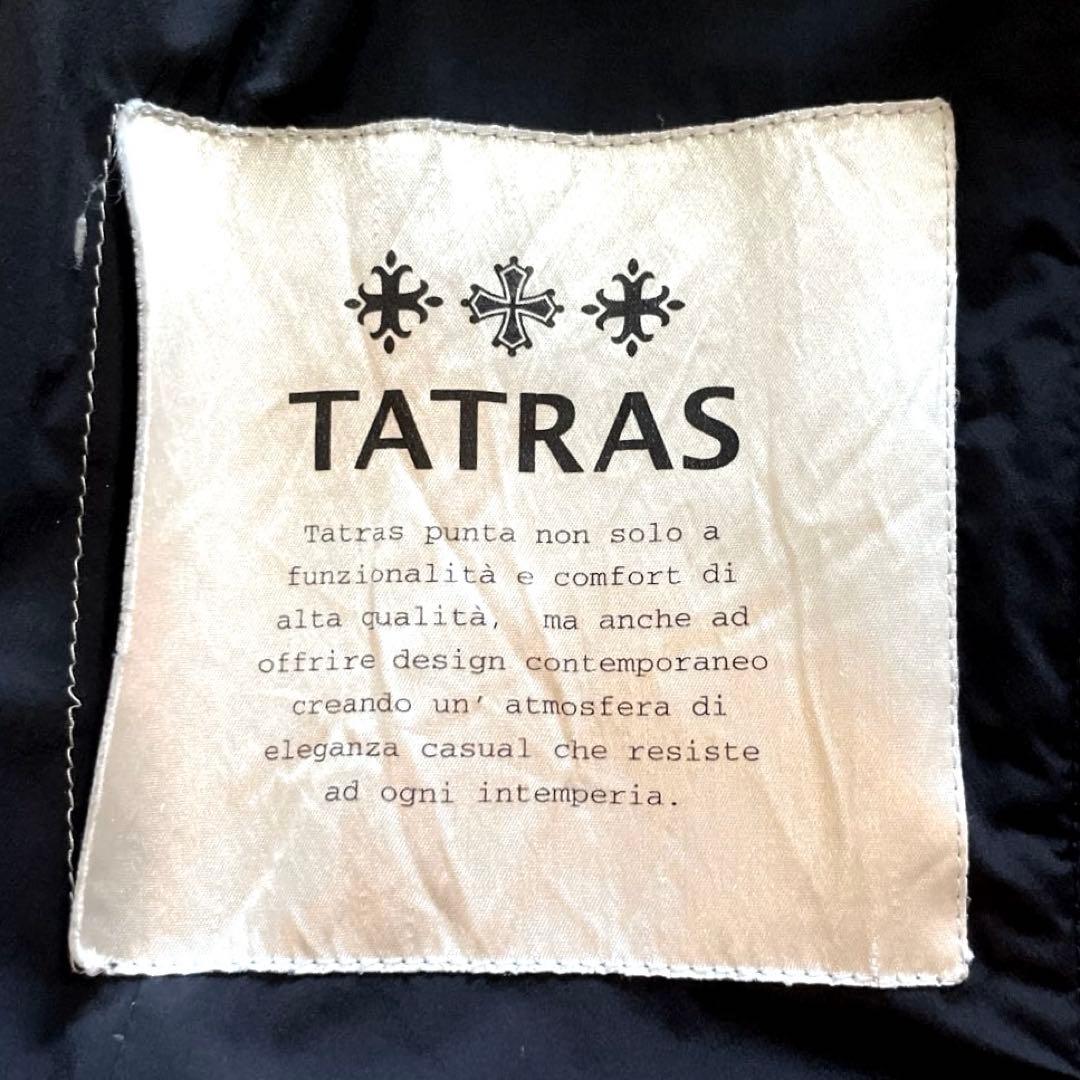 TATRAS
Tatras punta non solo a
funzionalità e comfort di
alta qualità, ma anche ad
offrire design contemporaneo
creando un' atmosfera di
eleganza casual che resiste
ad ogni intemperia.